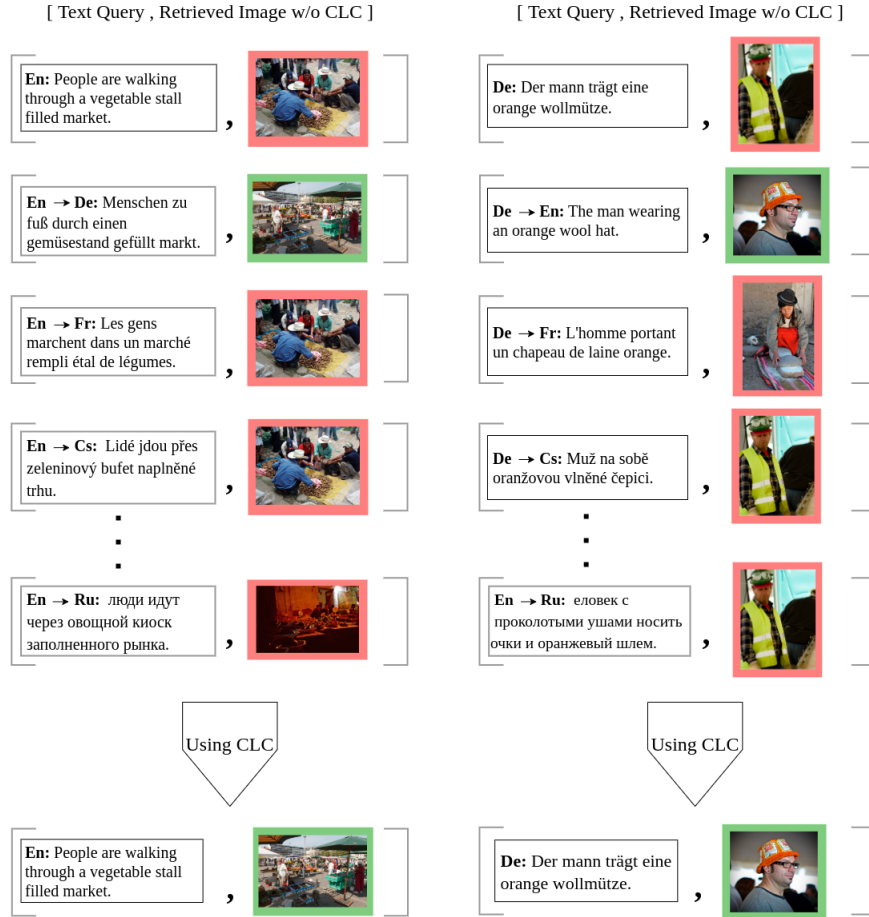 [ Text Query , Retrieved Image w/o CLC ]
En: People are walking
through a vegetable stall
filled market.
,
En → De: Menschen zu
fuß durch einen
gemüsestand gefüllt markt.
,
En → Fr: Les gens
marchent dans un marché
rempli étal de légumes.
,
En → Cs: Lidé jdou přes
zeleninový bufet naplněné
trhu.
,
En → Ru: люди идут
через овощной киоск
заполненного рынка.
,
Using CLC
En: People are walking
through a vegetable stall
filled market.
,
[ Text Query , Retrieved Image w/o CLC ]
De: Der mann trägt eine
orange wollmütze.
,
De → En: The man wearing
an orange wool hat.
,
De → Fr: L'homme portant
un chapeau de laine orange.
,
De → Cs: Muž na sobě
oranžovou vlněné čepici.
,
En → Ru: еловек с
проколотыми ушами носить
очки и оранжевый шлем.
,
Using CLC
De: Der mann trägt eine
orange wollmütze.
,